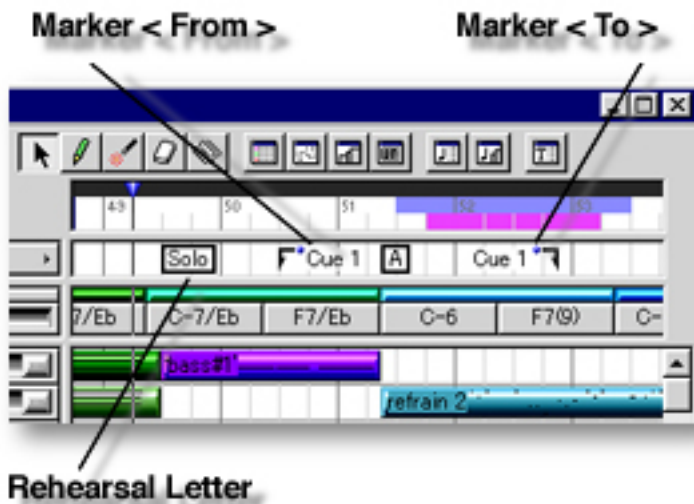 Marker < From > Marker < To >
49 50 51 52 53
Solo Cue 1 A Cue 1
7/Eb C-7/Eb F7/Eb C-6 F7(9) C-
bass#1
refrain 2
Rehearsal Letter